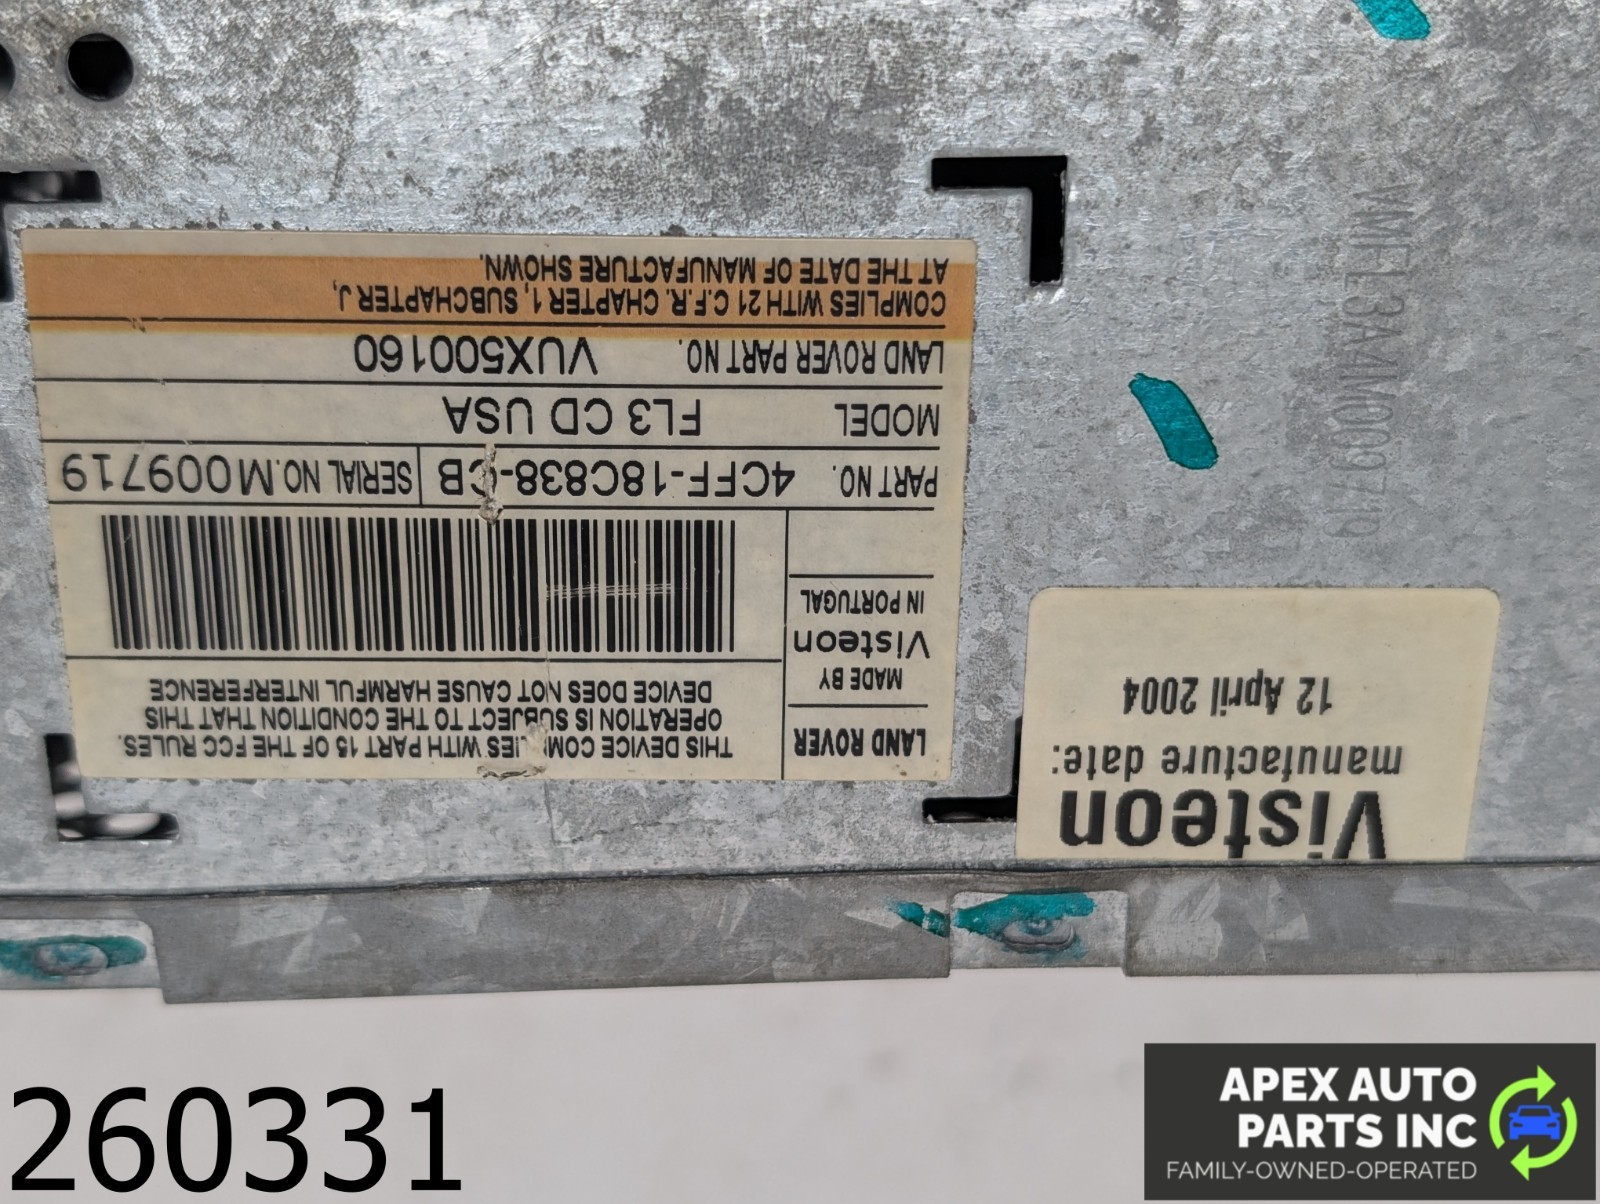 LAND ROVER
MADE BY
Visteon
IN PORTUGAL
THIS DEVICE COMPLIES WITH PART 15 OF THE FCC RULES.
OPERATION IS SUBJECT TO THE CONDITION THAT THIS
DEVICE DOES NOT CAUSE HARMFUL INTERFERENCE
PART NO. 4CFF-18C838-CB SERIAL NO. M009719
MODEL FL3 CD USA
LAND ROVER PART NO. VUX500160
COMPLIES WITH 21 C.F.R. CHAPTER 1, SUBCHAPTER J,
AT THE DATE OF MANUFACTURE SHOWN.
Visteon
manufacture date:
12 April 2004
VMFL3A4M009719
260331
APEX AUTO
PARTS INC
FAMILY-OWNED-OPERATED